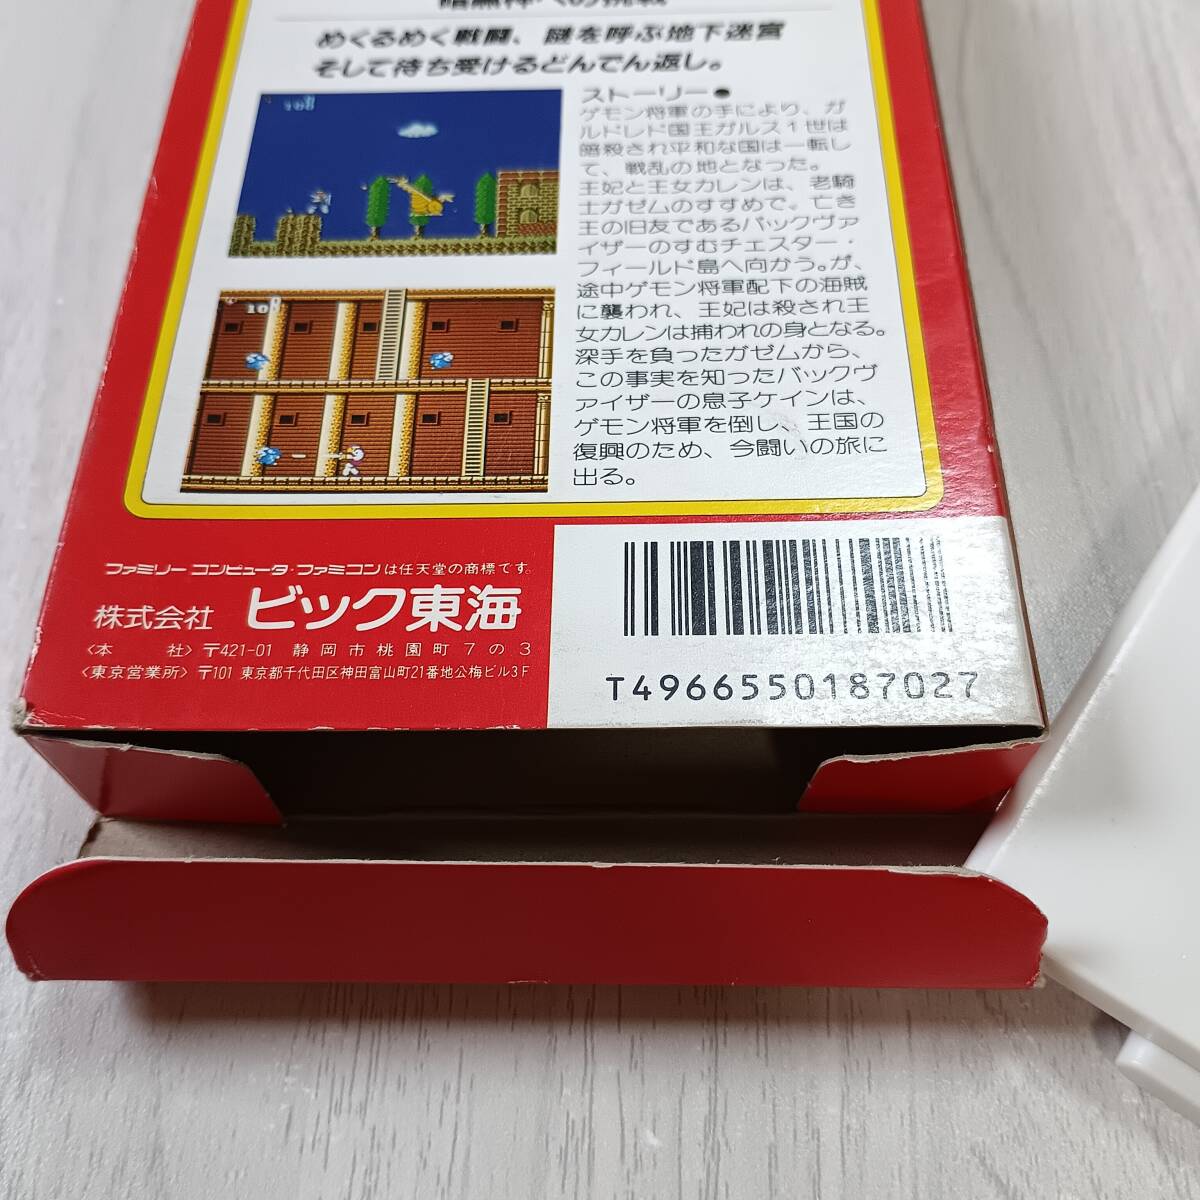 暗黒神への挑戦
めくるめく戦闘、謎を呼ぶ地下迷宮
そして待ち受けるどんでん返し。
ストーリー●
ゲモン将軍の手により、ガ
ルドレド国王ガルス1世は
暗殺され平和な国は一転し
て、戦乱の地となった。
王妃と王女カレンは、老騎
士ガゼムのすすめで。亡き
王の旧友であるバックヴァ
イザーのすむチェスター・
フィールド島へ向かう。が、
途中ゲモン将軍配下の海賊
に襲われ、王妃は殺され王
女カレンは捕われの身となる。
深手を負ったガゼムから、
この事実を知ったバックヴ
ァイザーの息子ケインは、
ゲモン将軍を倒し、王国の
復興のため、今闘いの旅に
出る。
ファミリーコンピュータ・ファミコンは任天堂の商標です。
株式会社 ビック東海
〈本 社〉〒421-01 静岡市桃園町7の3
〈東京営業所〉〒101 東京都千代田区神田富山町21番地公梅ビル3F
T4966550187027